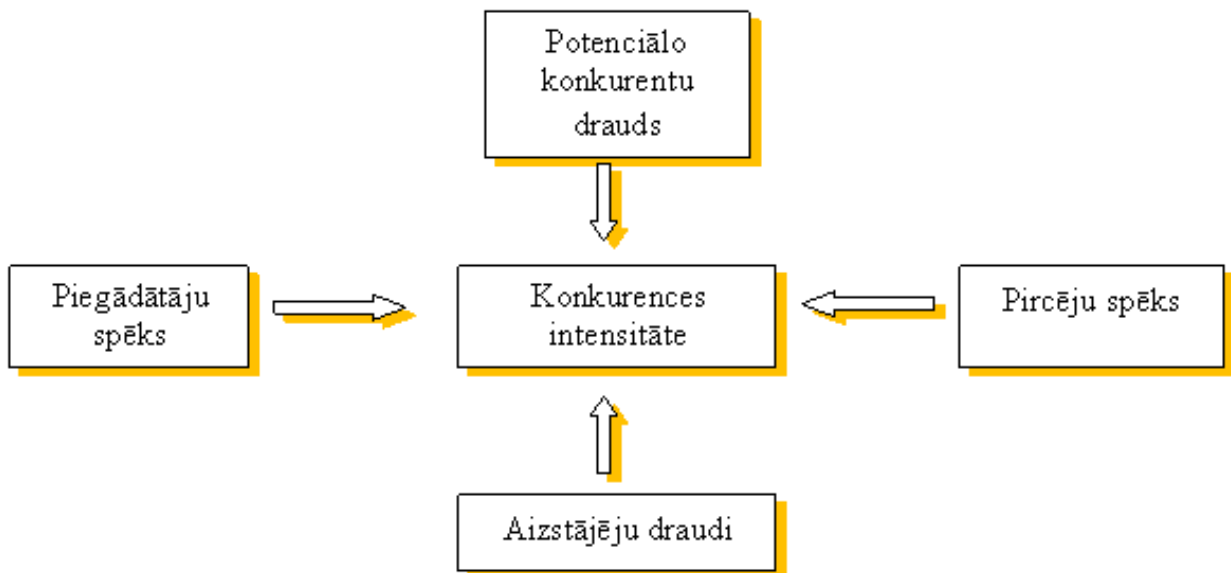 Potenciālo
konkurentu
drauds
Piegādātāju
spēks
Konkurences
intensitāte
Pircēju spēks
Aizstājēju draudi